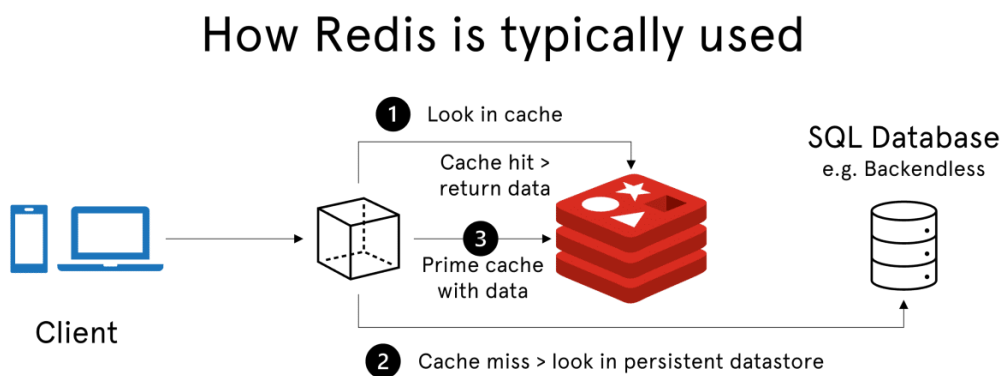 How Redis is typically used
1 Look in cache
Cache hit >
return data
SQL Database
e.g. Backendless
3
Prime cache
with data
Client
2 Cache miss > look in persistent datastore